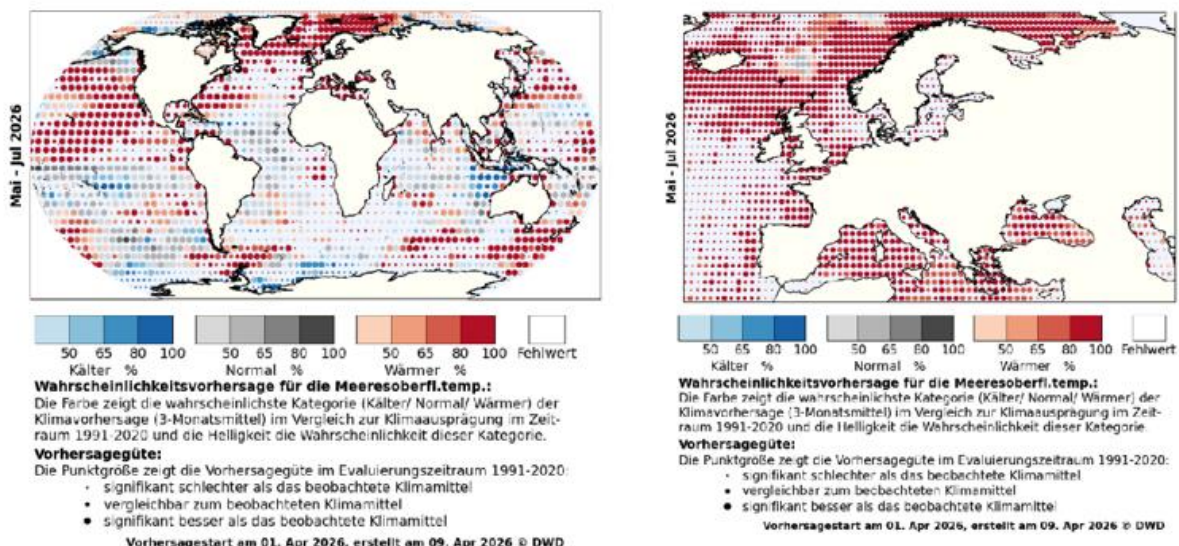 Mai - Jul 2026
50 65 80 100
50 65 80 100
50 65 80 100
Fehlwert
Kälter %
Normal %
Wärmer %
Wahrscheinlichkeitsvorhersage für die Meeresoberfl.temp.:
Die Farbe zeigt die wahrscheinlichste Kategorie (Kälter/ Normal/ Wärmer) der
Klimavorhersage (3-Monatsmittel) im Vergleich zur Klimaausprägung im Zeit-
raum 1991-2020 und die Helligkeit die Wahrscheinlichkeit dieser Kategorie.
Vorhersagegüte:
Die Punktgröße zeigt die Vorhersagegüte im Evaluierungszeitraum 1991-2020:
signifikant schlechter als das beobachtete Klimamittel
vergleichbar zum beobachteten Klimamittel
signifikant besser als das beobachtete Klimamittel
Vorhersagestart am 01. Apr 2026, erstellt am 09. Apr 2026 © DWD
Mai - Jul 2026
50 65 80 100
50 65 80 100
50 65 80 100
Fehlwert
Kälter %
Normal %
Wärmer %
Wahrscheinlichkeitsvorhersage für die Meeresoberfl.temp.:
Die Farbe zeigt die wahrscheinlichste Kategorie (Kälter/ Normal/ Wärmer) der
Klimavorhersage (3-Monatsmittel) im Vergleich zur Klimaausprägung im Zeit-
raum 1991-2020 und die Helligkeit die Wahrscheinlichkeit dieser Kategorie.
Vorhersagegüte:
Die Punktgröße zeigt die Vorhersagegüte im Evaluierungszeitraum 1991-2020:
signifikant schlechter als das beobachtete Klimamittel
vergleichbar zum beobachteten Klimamittel
signifikant besser als das beobachtete Klimamittel
Vorhersagestart am 01. Apr 2026, erstellt am 09. Apr 2026 © DWD